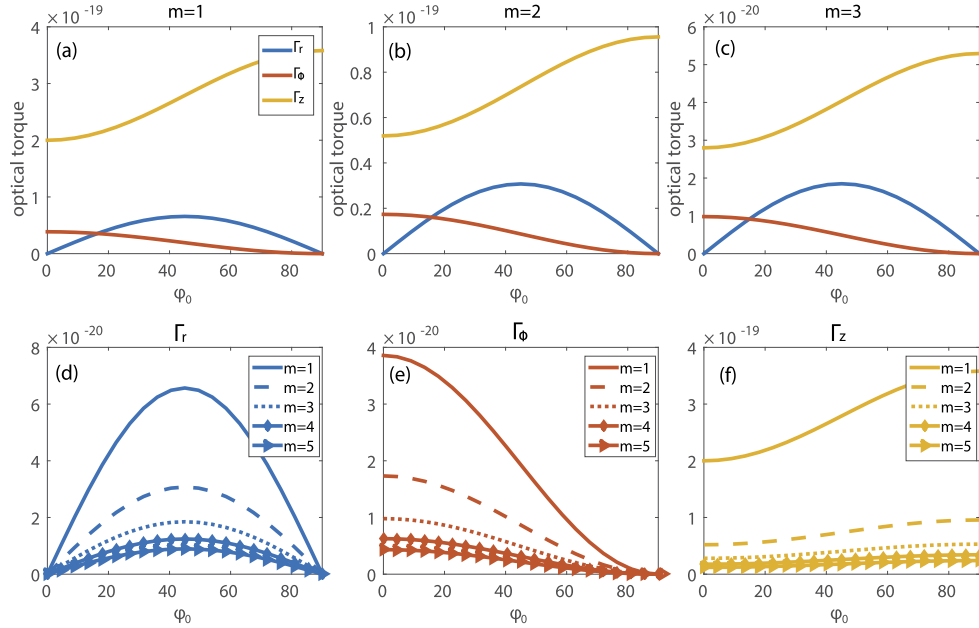 m=1
× 10 -19
(a)
Γr
Γϕ
Γz
optical torque
4
3
2
1
0
0 20 40 60 80
φ0
m=2
× 10 -19
(b)
optical torque
1
0.8
0.6
0.4
0.2
0
0 20 40 60 80
φ0
m=3
× 10 -20
(c)
optical torque
6
5
4
3
2
1
0
0 20 40 60 80
φ0
Γr
× 10 -20
(d)
m=1
m=2
m=3
m=4
m=5
8
6
4
2
0
0 20 40 60 80
φ0
Γϕ
× 10 -20
(e)
m=1
m=2
m=3
m=4
m=5
4
3
2
1
0
0 20 40 60 80
φ0
Γz
× 10 -19
(f)
m=1
m=2
m=3
m=4
m=5
4
3
2
1
0
0 20 40 60 80
φ0